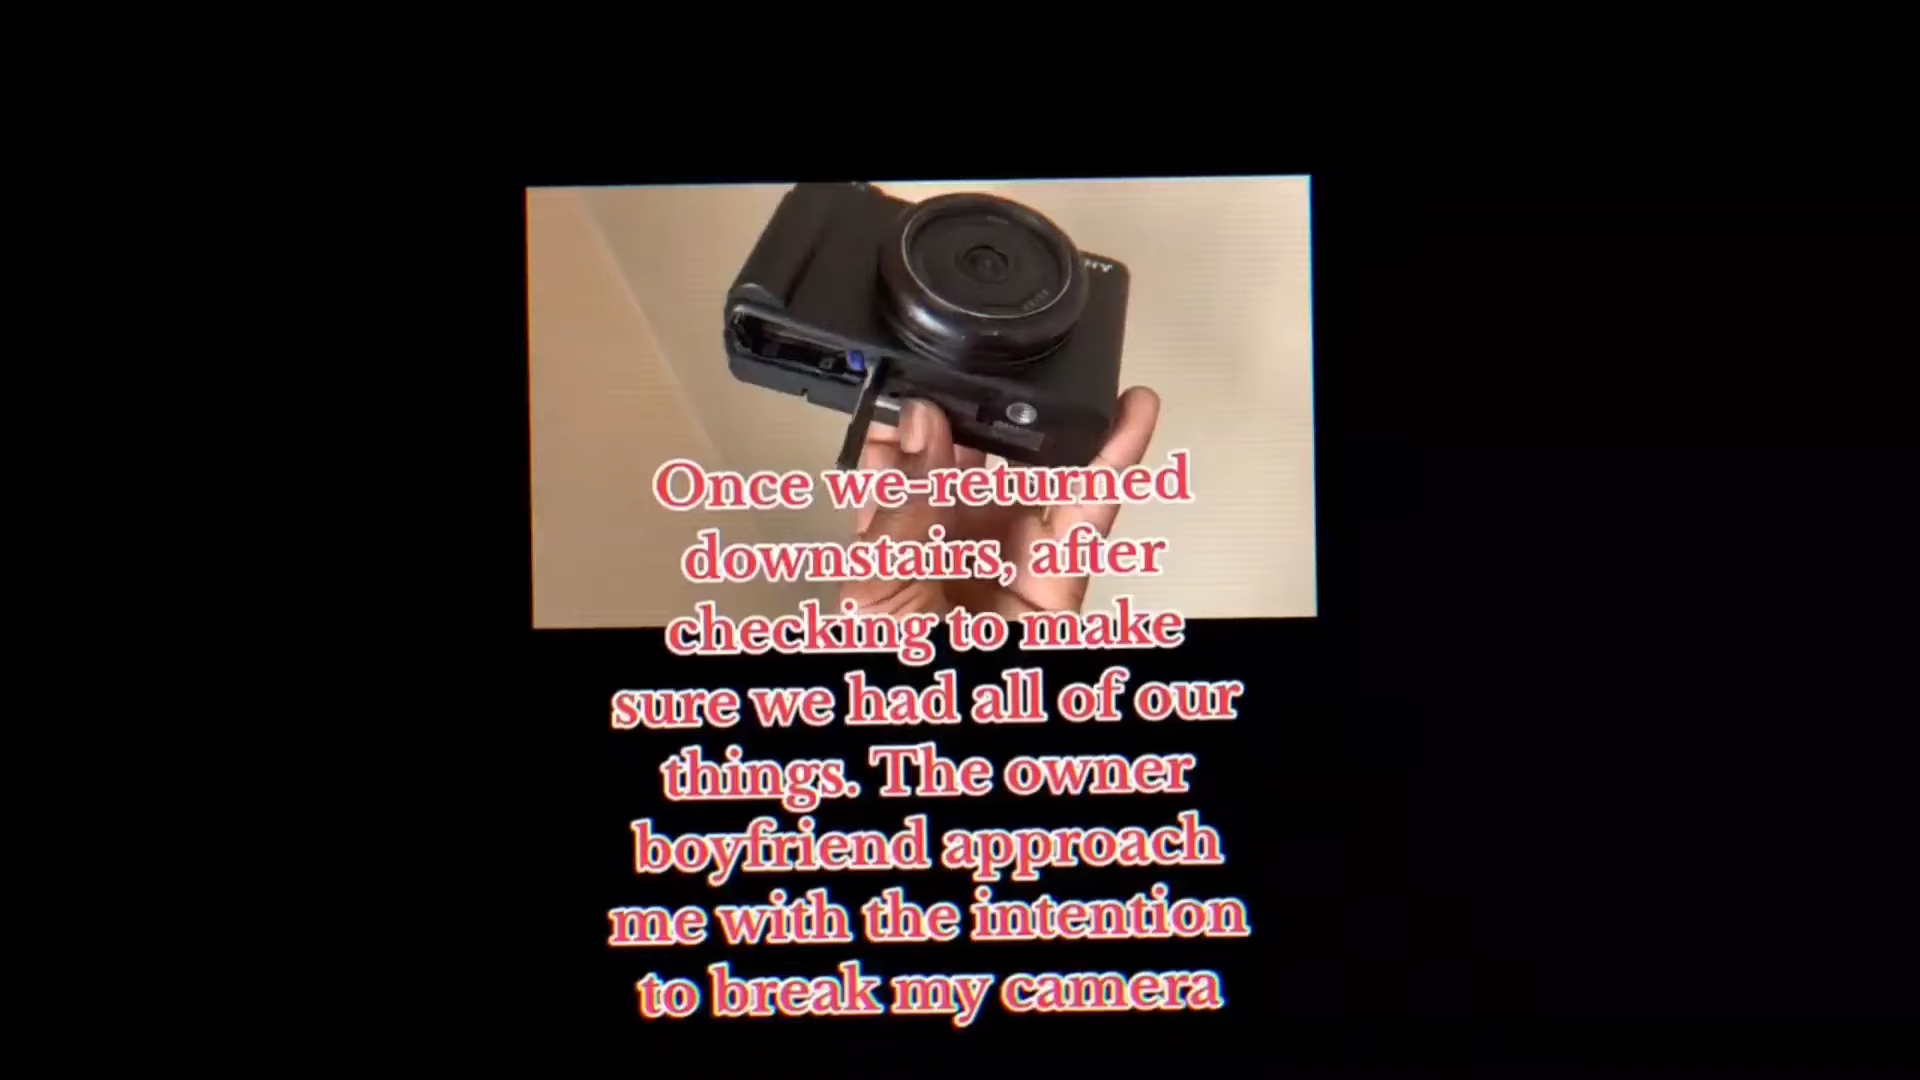 Once we-returned
downstairs, after
checking to make
sure we had all of our
things. The owner
boyfriend approach
me with the intention
to break my camera